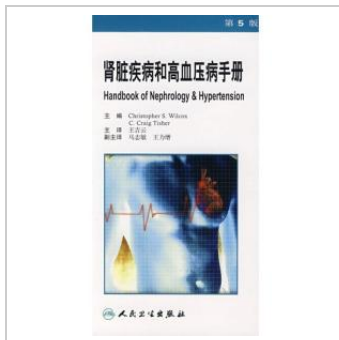 第 5 版
肾脏疾病和高血压病手册
Handbook of Nephrology & Hypertension
主 编 Christopher S. Wilcox
C. Craig Tisher
主 译 王吉云
副主译 马志敏 王力增
人民卫生出版社